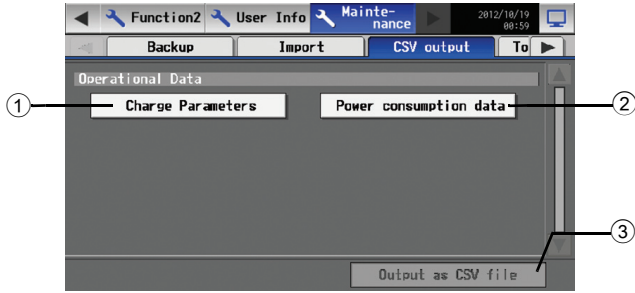 Function2 User Info Mainte-nance 2012/10/19 00:59
Backup Import CSV output To
Operational Data
1 Charge Parameters Power consumption data 2
3
Output as CSV file